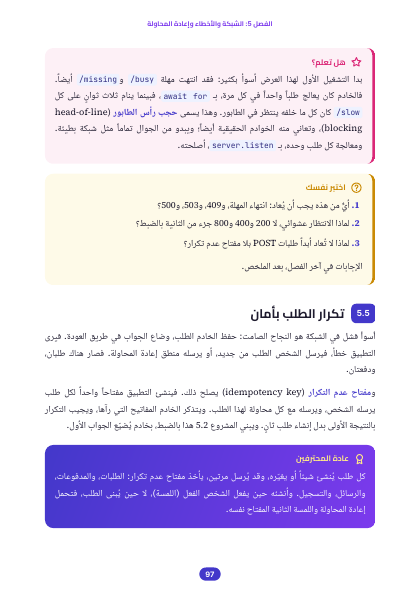 الفصل 5: الشبكة والأخطاء وإعادة المحاولة
هل تعلم؟
بدا التشغيل الأول لهذا العرض أسوأ بكثير: فقد انتهت مهلة /busy و /missing أيضاً.
فالخادم كان يعالج طلباً واحداً في كل مرة، بـ await for ، فبينما ينام ثلاث ثوانٍ على كل
/slow كان كل ما خلفه ينتظر في الطابور. وهذا يسمى حجب رأس الطابور (head-of-line
blocking)، وتعاني منه الخوادم الحقيقية أيضاً؛ ويبدو من الجوال تماماً مثل شبكة بطيئة.
ومعالجة كل طلب وحده، بـ server.listen ، أصلحته.
اختبر نفسك
1. أيٌّ من هذه يجب أن يُعاد: انتهاء المهلة، و409، و503، و500؟
2. لماذا الانتظار عشوائي، لا 200 و400 و800 جزء من الثانية بالضبط؟
3. لماذا لا تُعاد أبداً طلبات POST بلا مفتاح عدم تكرار؟
الإجابات في آخر الفصل، بعد الملخص.
5.5 تكرار الطلب بأمان
أسوأ فشل في الشبكة هو النجاح الصامت: حفظ الخادم الطلب، وضاع الجواب في طريق العودة. فيرى
التطبيق خطأً، فيرسل الشخص الطلب من جديد، أو يرسله منطق إعادة المحاولة. فصار هناك طلبان،
ودفعتان.
ومفتاح عدم التكرار (idempotency key) يصلح ذلك. فينشئ التطبيق مفتاحاً واحداً لكل طلب
يرسله الشخص، ويرسله مع كل محاولة لهذا الطلب. ويتذكر الخادم المفاتيح التي رآها، ويجيب التكرار
بالنتيجة الأولى بدل إنشاء طلب ثانٍ. ويبني المشروع 5.2 هذا بالضبط، بخادم يُضيّع الجواب الأول.
عادة المحترفين
كل طلب يُنشئ شيئاً أو يغيّره، وقد يُرسل مرتين، يأخذ مفتاح عدم تكرار: الطلبات، والمدفوعات،
والرسائل، والتسجيل. وأنشئه حين يفعل الشخص الفعل (اللمسة)، لا حين يُبنى الطلب، فتحمل
إعادة المحاولة واللمسة الثانية المفتاح نفسه.
97